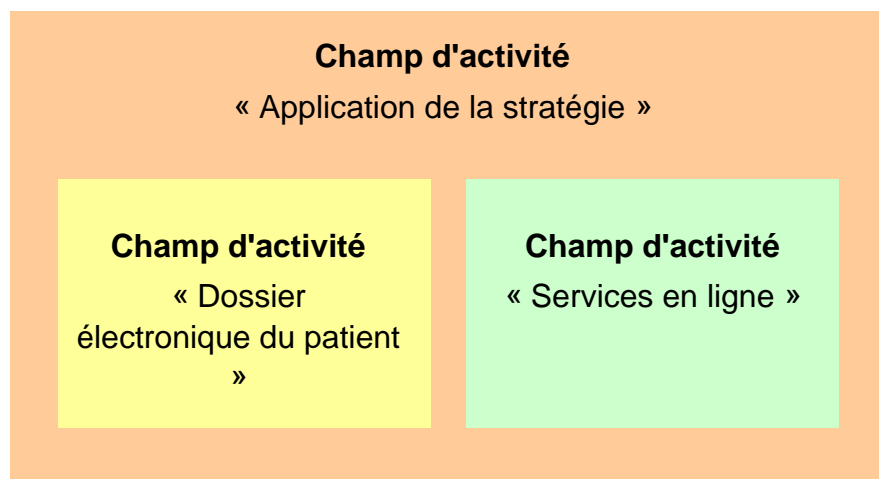 Champ d'activité
« Application de la stratégie »
Champ d'activité
« Dossier
électronique du patient
»
Champ d'activité
« Services en ligne »